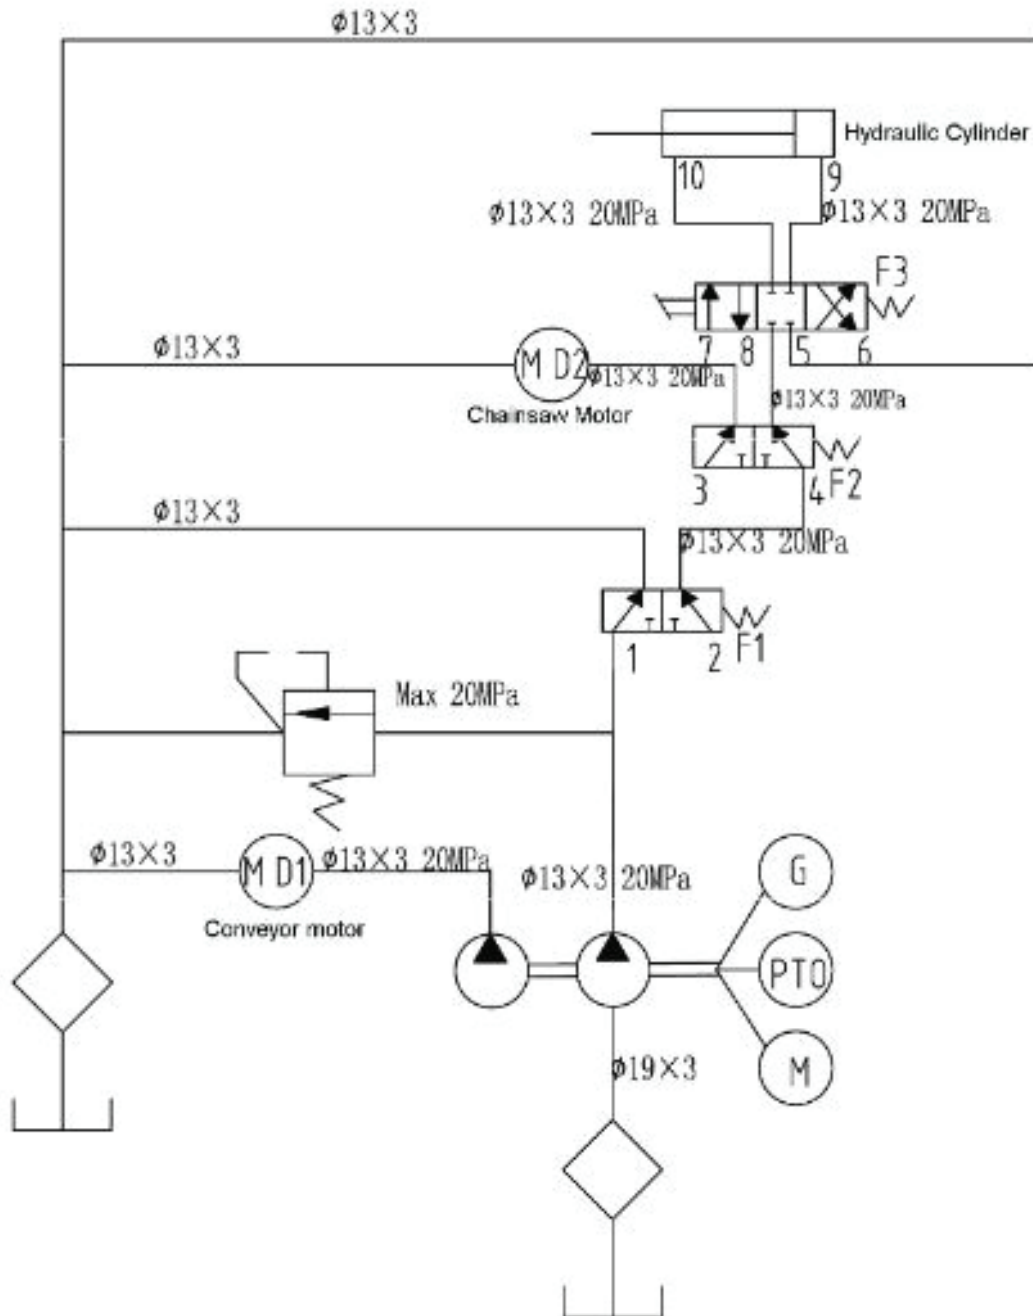 ϕ13×3
Hydraulic Cylinder
10 9
ϕ13×3 20MPa ϕ13×3 20MPa
F3
7 8 5 6
ϕ13×3
M D2
ϕ13×3 20MPa
Chainsaw Motor
ϕ13×3 20MPa
3 4 F2
ϕ13×3
ϕ13×3 20MPa
1 2 F1
Max 20MPa
ϕ13×3
M D1
ϕ13×3 20MPa
ϕ13×3 20MPa
Conveyor motor
G
PTO
M
ϕ19×3